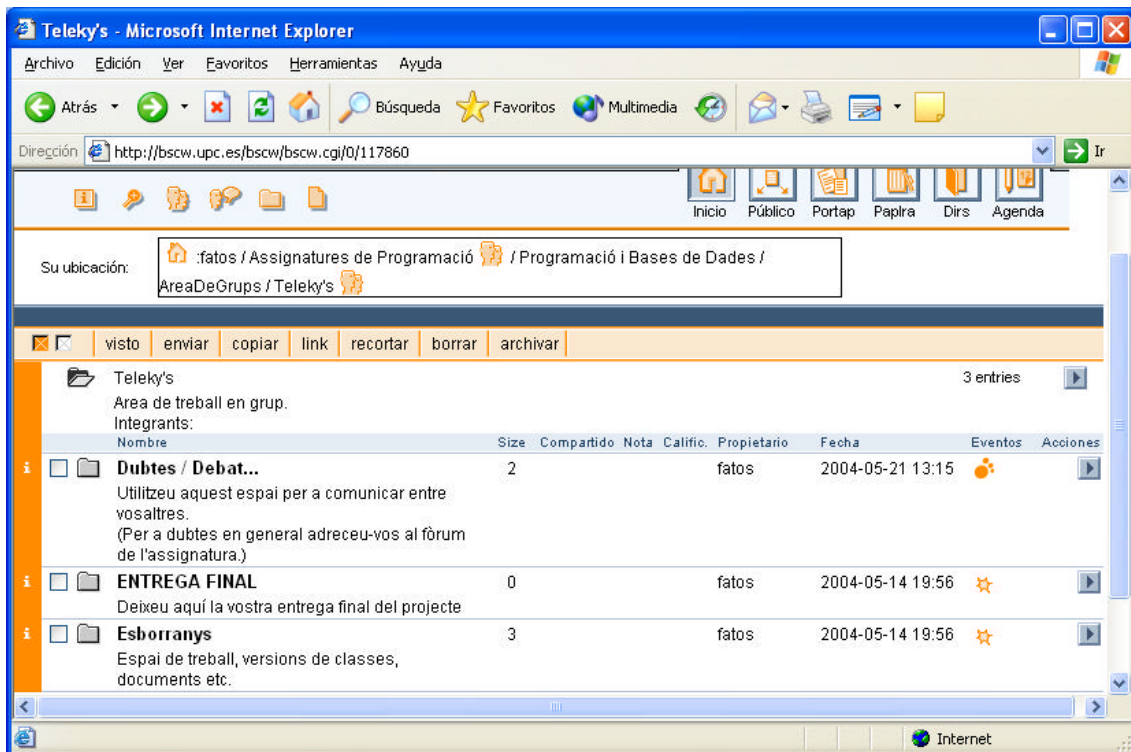 Teleky's - Microsoft Internet Explorer
Archivo Edición Ver Favoritos Herramientas Ayuda
Atrás Búsqueda Favoritos Multimedia
Dirección http://bscw.upc.es/bscw/bscw.cgi/0/117860 Ir
Inicio Público Portap Paplra Dirs Agenda
Su ubicación: :fatos / Assignatures de Programació / Programació i Bases de Dades /
AreaDeGrups / Teleky's
visto enviar copiar link recortar borrar archivar
Teleky's 3 entries
Area de treball en grup.
Integrants:
Nombre Size Compartido Nota Calific. Propietario Fecha Eventos Acciones
i Dubtes / Debat... 2 fatos 2004-05-21 13:15
Utilitzeu aquest espai per a comunicar entre
vosaltres.
(Per a dubtes en general adreceu-vos al fòrum
de l'assignatura.)
i ENTREGA FINAL 0 fatos 2004-05-14 19:56
Deixeu aquí la vostra entrega final del projecte
i Esborranys 3 fatos 2004-05-14 19:56
Espai de treball, versions de classes,
documents etc.
Internet